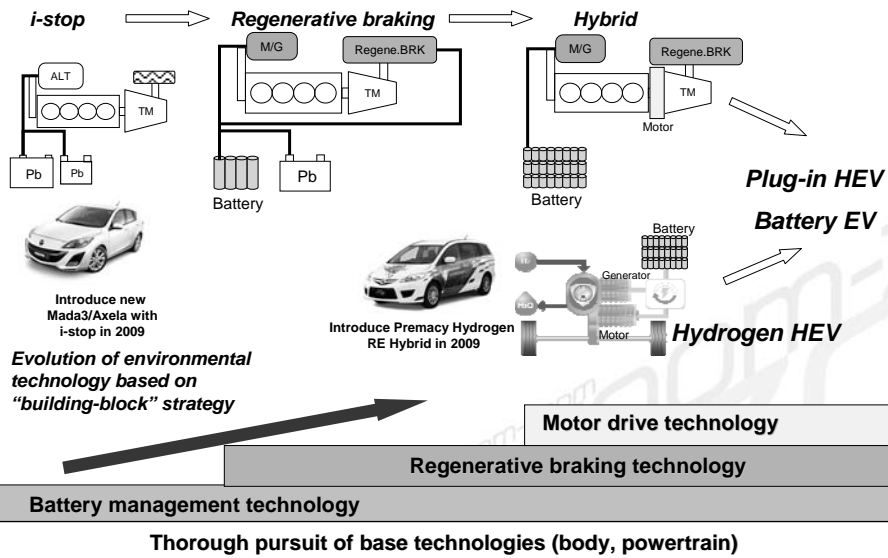 i-stop
Regenerative braking
Hybrid
ALT
TM
Pb
Pb
M/G
Regene.BRK
TM
Battery
Pb
M/G
Regene.BRK
TM
Motor
Battery
Plug-in HEV
Battery EV
Introduce new
Mada3/Axela with
i-stop in 2009
Introduce Premacy Hydrogen
RE Hybrid in 2009
Battery
H2
Generator
H2O
Motor
Hydrogen HEV
Evolution of environmental
technology based on
“building-block” strategy
Motor drive technology
Regenerative braking technology
Battery management technology
Thorough pursuit of base technologies (body, powertrain)